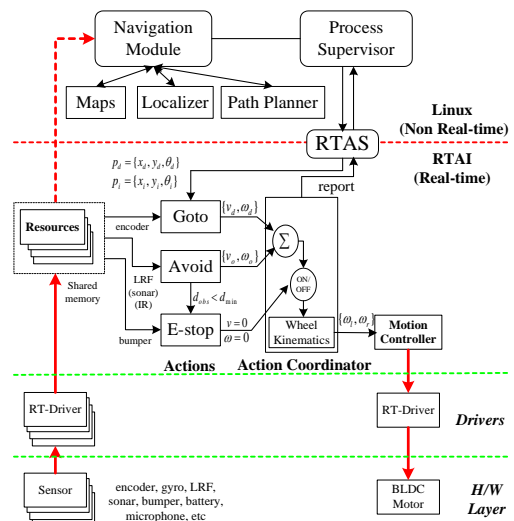 Navigation
Module
Process
Supervisor
Maps
Localizer
Path Planner
Linux
(Non Real-time)
RTAS
RTAI
(Real-time)
p_d = {x_d, y_d, θ_d}
p_i = {x_i, y_i, θ_i}
report
Resources
encoder
Goto
{v_d, ω_d}
Σ
LRF
(sonar)
(IR)
Avoid
{v_o, ω_o}
ON/
OFF
Shared
memory
d_obs < d_min
bumper
E-stop
v = 0
ω = 0
Wheel
Kinematics
{ω_l, ω_r}
Motion
Controller
Actions
Action Coordinator
RT-Driver
RT-Driver
Drivers
Sensor
encoder, gyro, LRF,
sonar, bumper, battery,
microphone, etc
BLDC
Motor
H/W
Layer